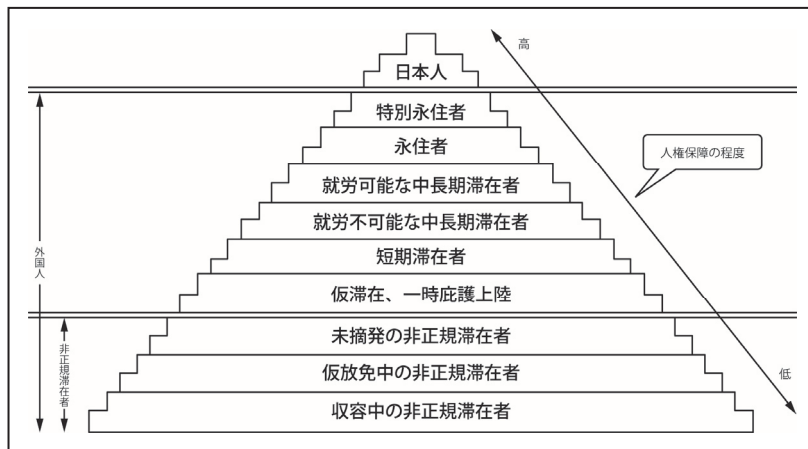 高
日本人
特別永住者
永住者
人権保障の程度
就労可能な中長期滞在者
就労不可能な中長期滞在者
短期滞在者
外国人
仮滞在、一時庇護上陸
未摘発の非正規滞在者
非正規滞在者
仮放免中の非正規滞在者
低
収容中の非正規滞在者